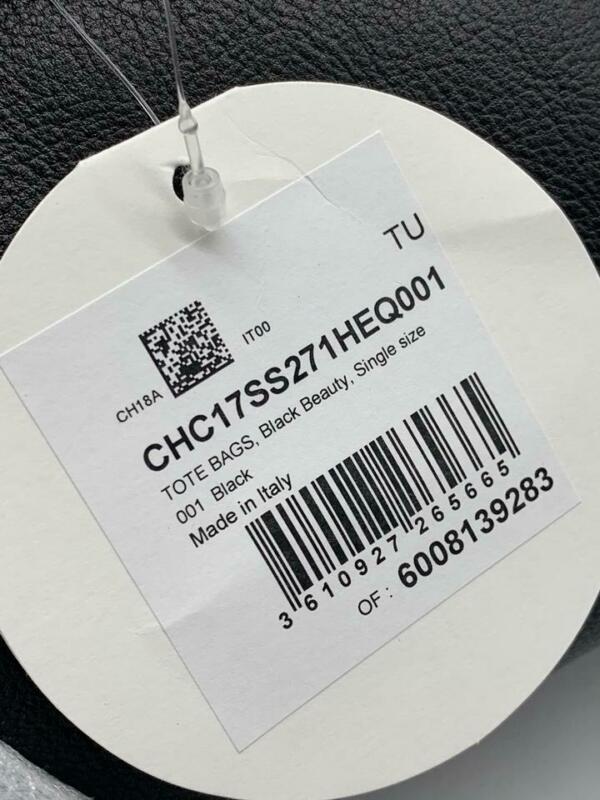 TU
IT00
CH18A
CHC17SS271HEQ001
TOTE BAGS, Black Beauty, Single size
001 Black
Made in Italy
3 610927 265665
OF : 6008139283